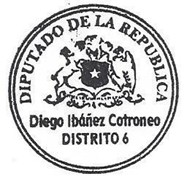 DIPUTADO DE LA REPUBLICA
Diego Ibáñez Cotroneo
DISTRITO 6